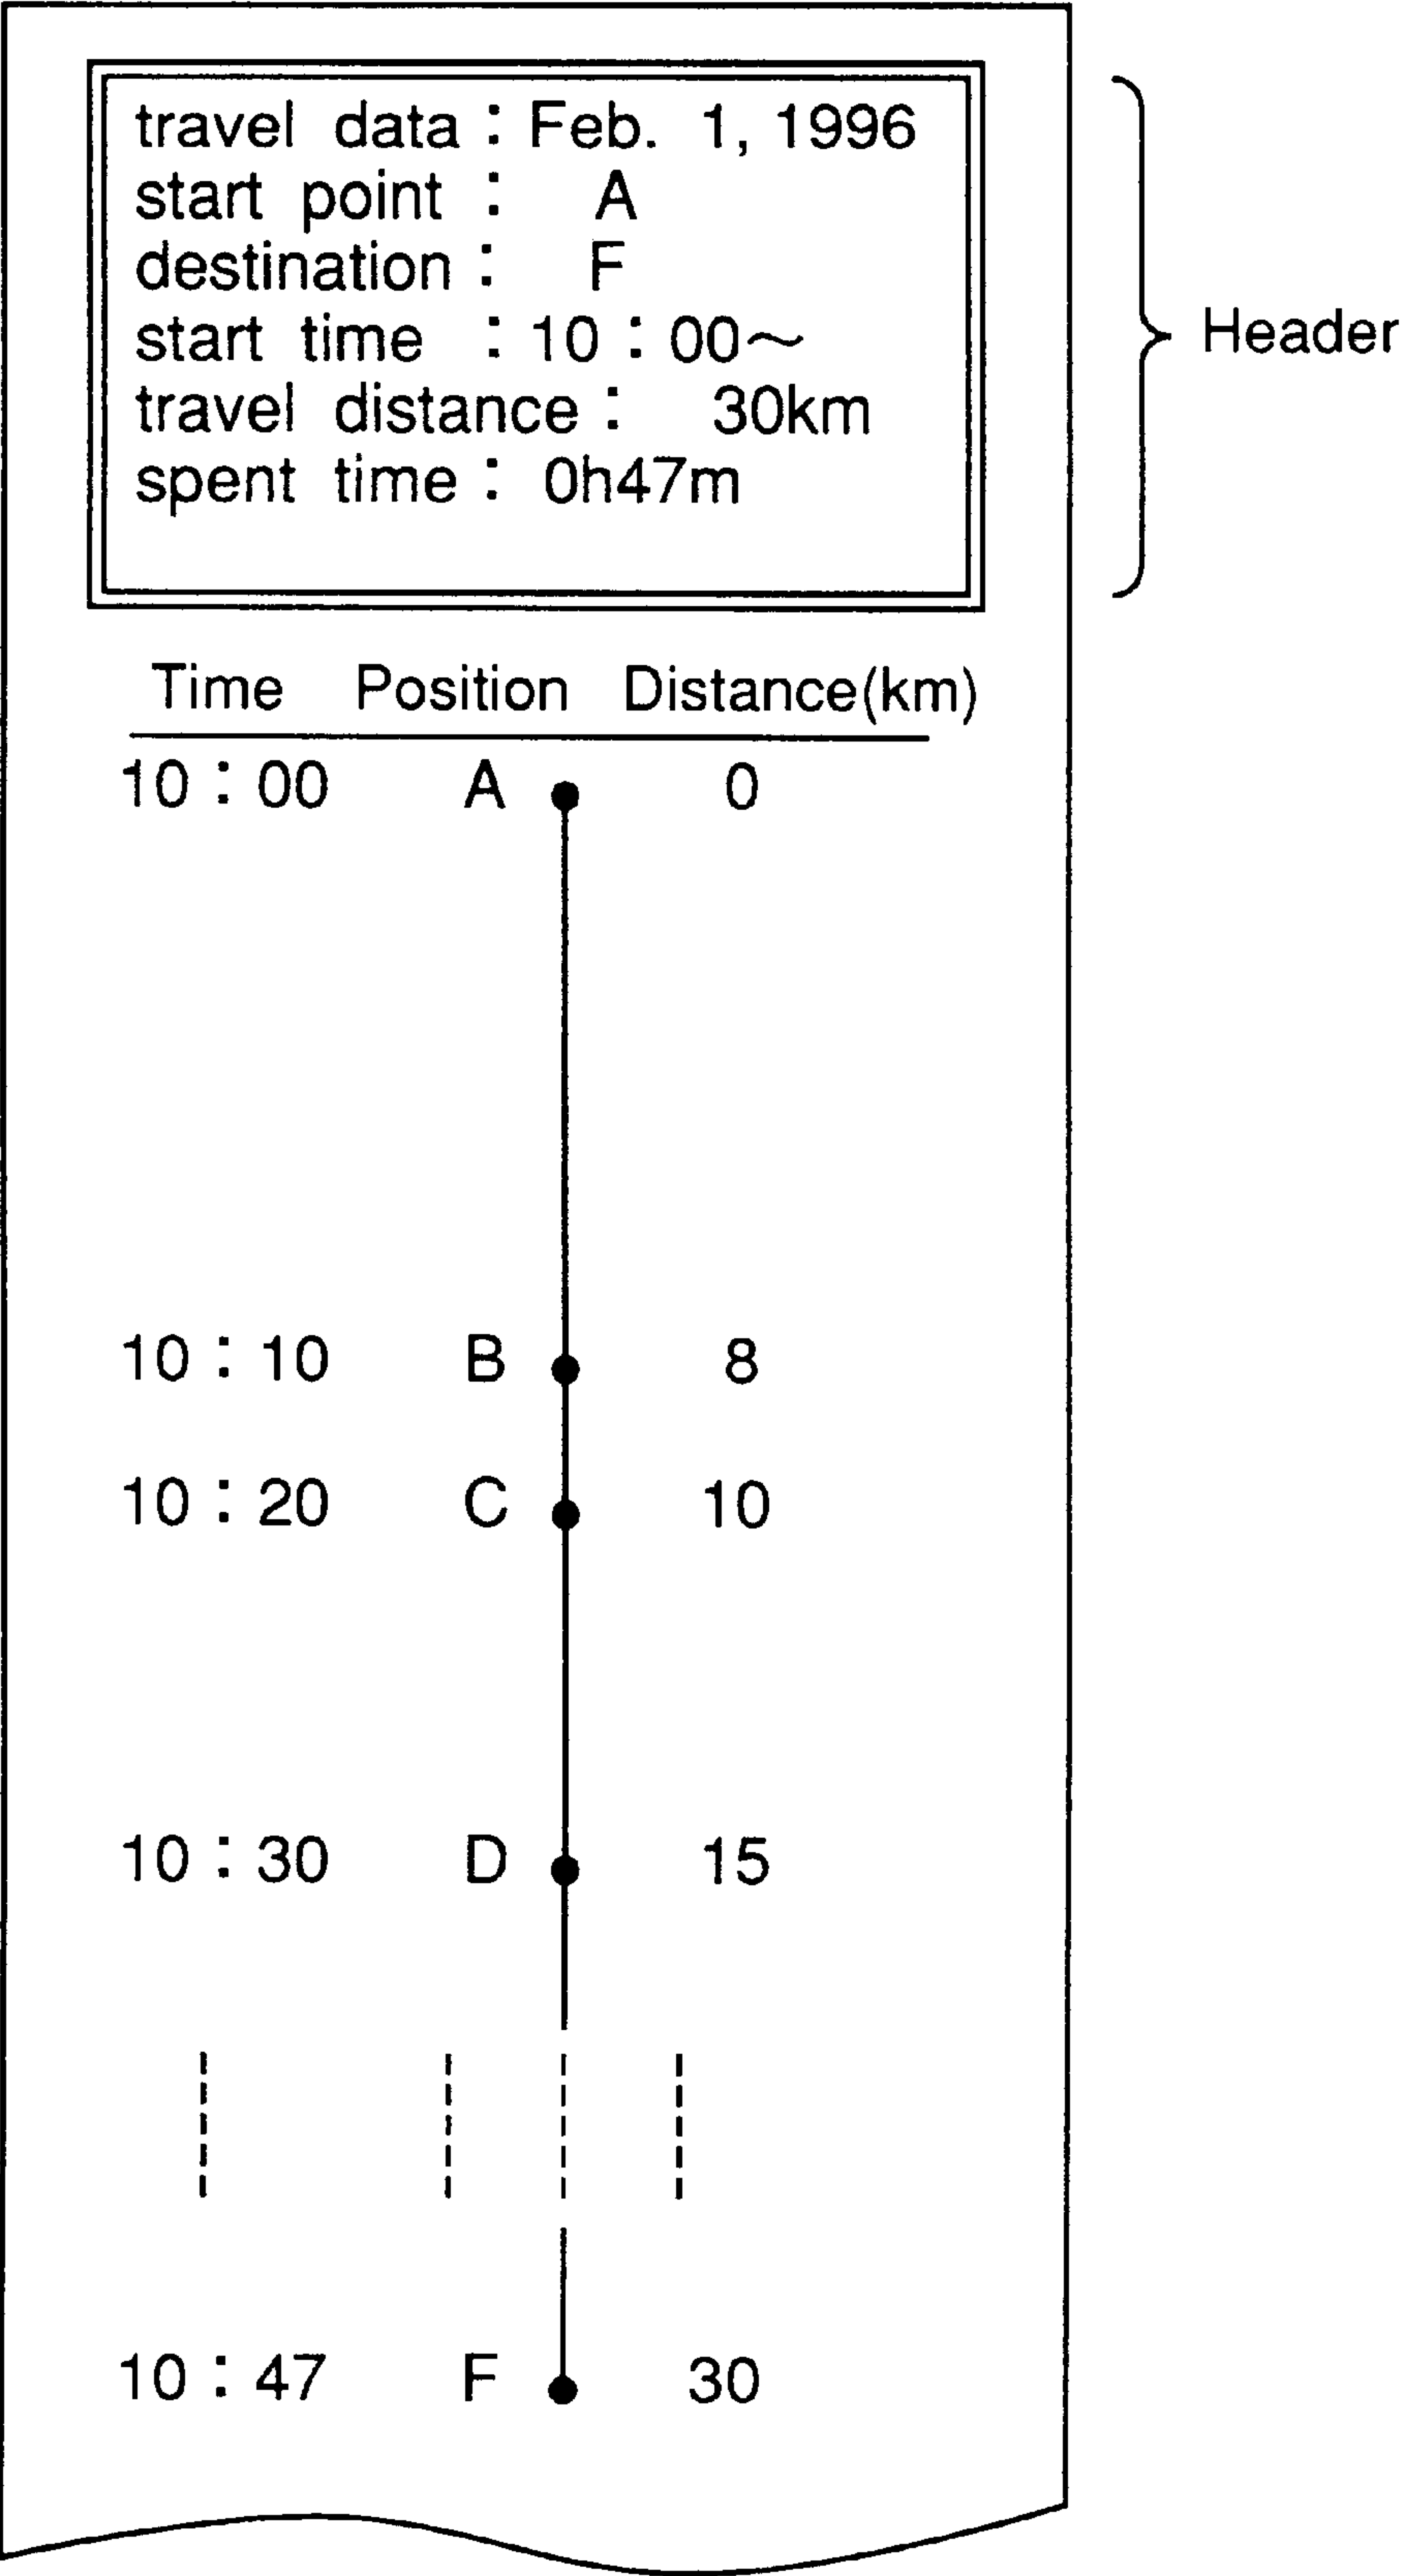 travel data : Feb. 1, 1996
start point : A
destination : F
start time : 10 : 00~
travel distance : 30km
spent time : 0h47m
Header
Time Position Distance(km)
10 : 00 A 0
10 : 10 B 8
10 : 20 C 10
10 : 30 D 15
10 : 47 F 30